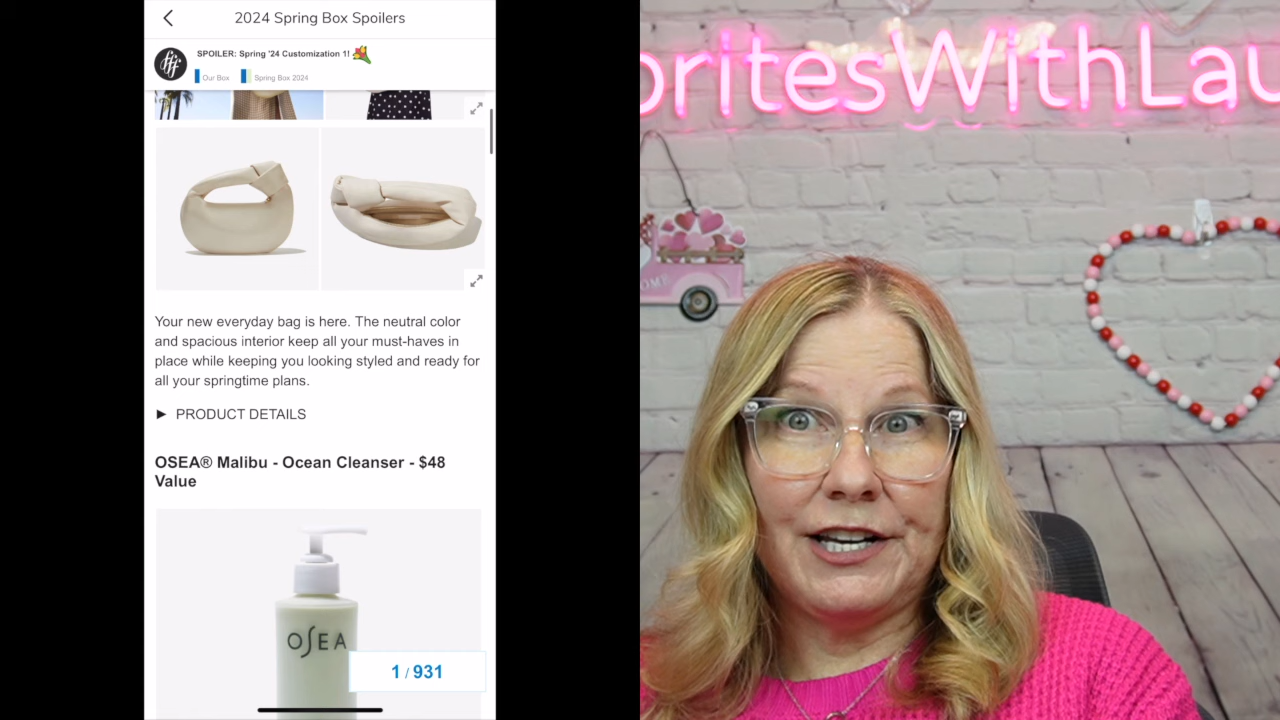 2024 Spring Box Spoilers
fff
SPOILER: Spring '24 Customization 1! 💐
Our Box Spring Box 2024
Your new everyday bag is here. The neutral color
and spacious interior keep all your must-haves in
place while keeping you looking styled and ready for
all your springtime plans.
► PRODUCT DETAILS
OSEA® Malibu - Ocean Cleanser - $48
Value
OSEA
1 / 931
oritesWithLau
OME